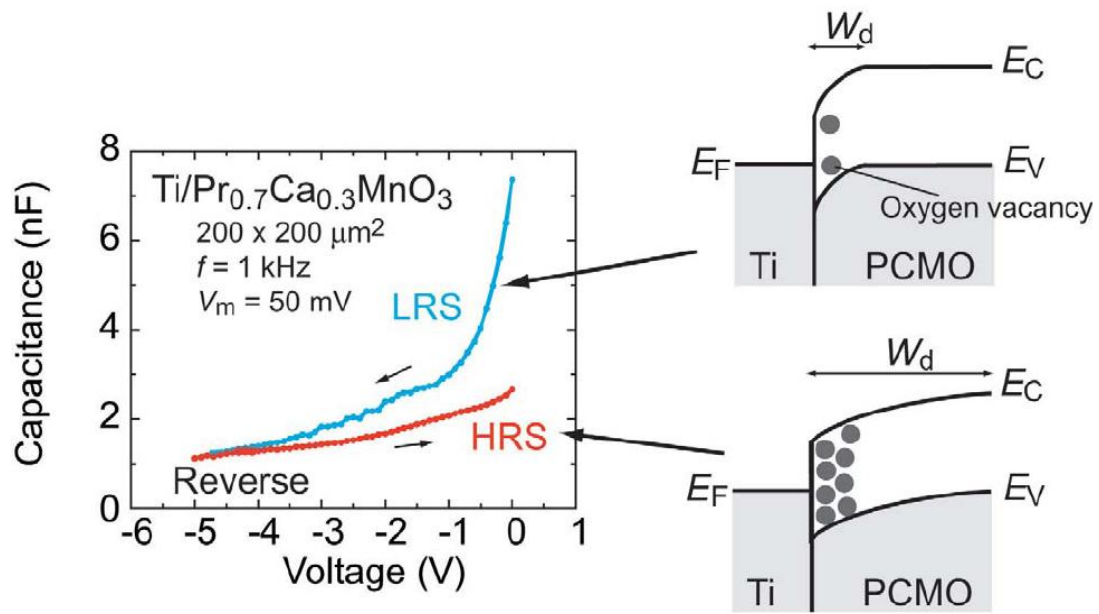 Capacitance (nF)
8
6
4
2
0
-6 -5 -4 -3 -2 -1 0 1
Voltage (V)
Ti/Pr0.7Ca0.3MnO3
200 x 200 μm²
f = 1 kHz
Vm = 50 mV
LRS
HRS
Reverse
Wd
EC
EF
EV
Oxygen vacancy
Ti PCMO
Wd
EC
EF
EV
Ti PCMO